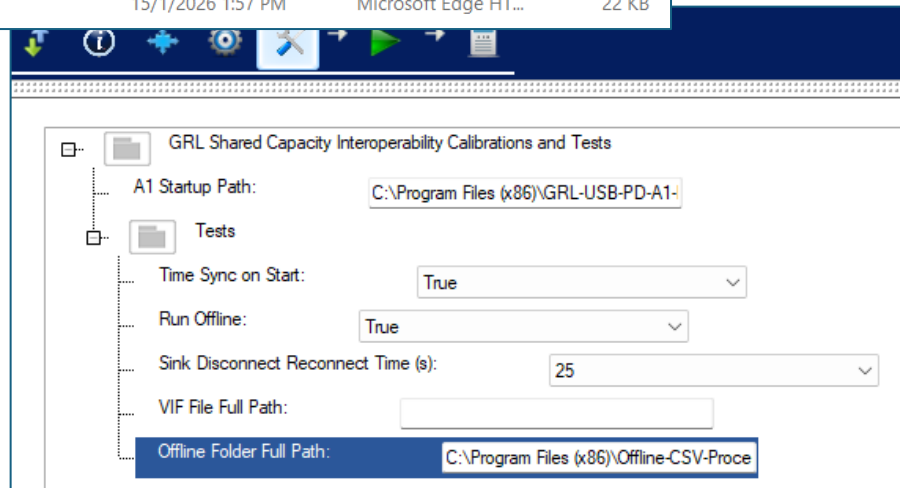 15/1/2026 1:57 PM Microsoft Edge HT... 22 KB
GRL Shared Capacity Interoperability Calibrations and Tests
A1 Startup Path: C:\Program Files (x86)\GRL-USB-PD-A1-
Tests
Time Sync on Start: True
Run Offline: True
Sink Disconnect Reconnect Time (s): 25
VIF File Full Path:
Offline Folder Full Path: C:\Program Files (x86)\Offline-CSV-Proce